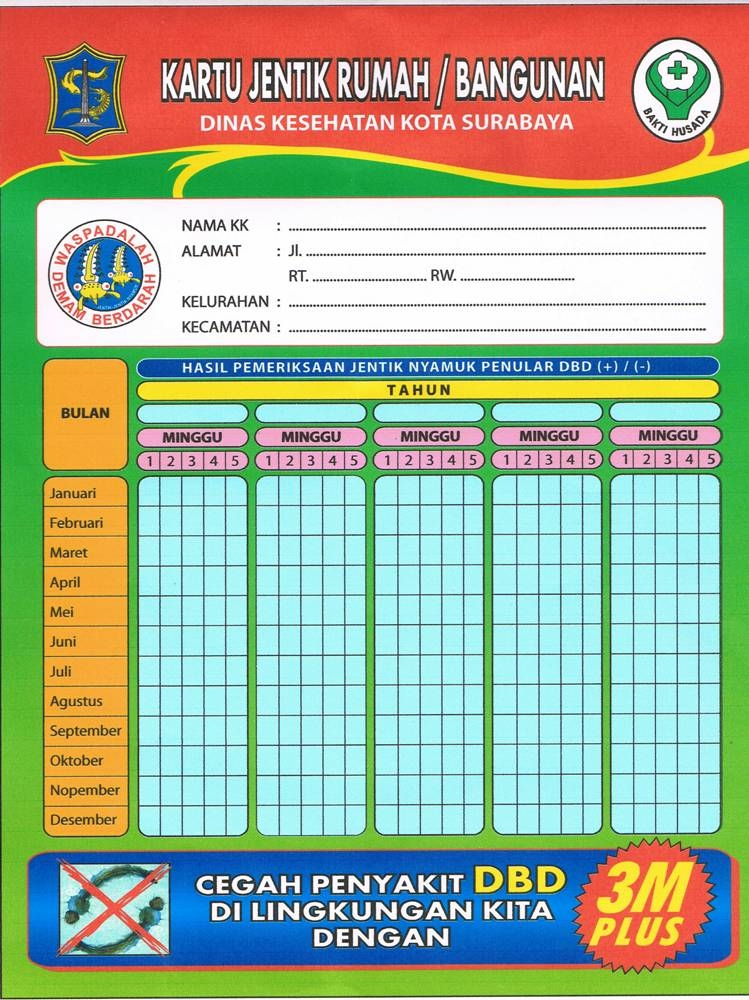 KARTU JENTIK RUMAH / BANGUNAN
DINAS KESEHATAN KOTA SURABAYA
BAKTI HUSADA
WASPADALAH
DEMAM BERDARAH
NAMA KK : ................
ALAMAT : Jl. ................
RT. ................ RW. ................
KELURAHAN : ................
KECAMATAN : ................
BULAN
HASIL PEMERIKSAAN JENTIK NYAMUK PENULAR DBD (+) / (-)
TAHUN
MINGGU MINGGU MINGGU MINGGU MINGGU
1 2 3 4 5 1 2 3 4 5 1 2 3 4 5 1 2 3 4 5 1 2 3 4 5
Januari
Februari
Maret
April
Mei
Juni
Juli
Agustus
September
Oktober
Nopember
Desember
CEGAH PENYAKIT DBD
DI LINGKUNGAN KITA
DENGAN
3M
PLUS